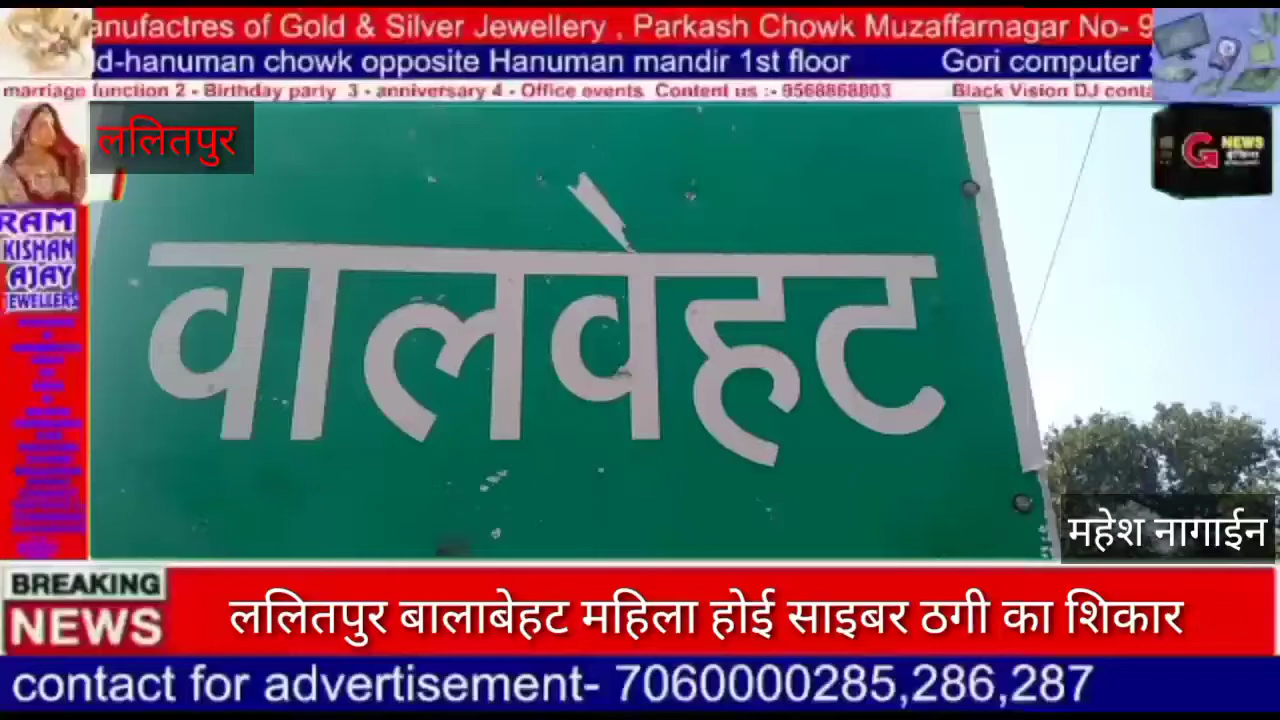 anufactres of Gold & Silver Jewellery , Parkash Chowk Muzaffarnagar No- 9
d-hanuman chowk opposite Hanuman mandir 1st floor Gori computer
marriage function 2 - Birthday party 3 - anniversary 4 - Office events Content us :- 9568868803 Black Vision DJ conta
ललितपुर
G NEWS
RAM
KISHAN
AJAY
JEWELLERS
वालवेहट
महेश नागाईन
BREAKING
NEWS
ललितपुर बालाबेहट महिला होई साइबर ठगी का शिकार
contact for advertisement- 7060000285,286,287